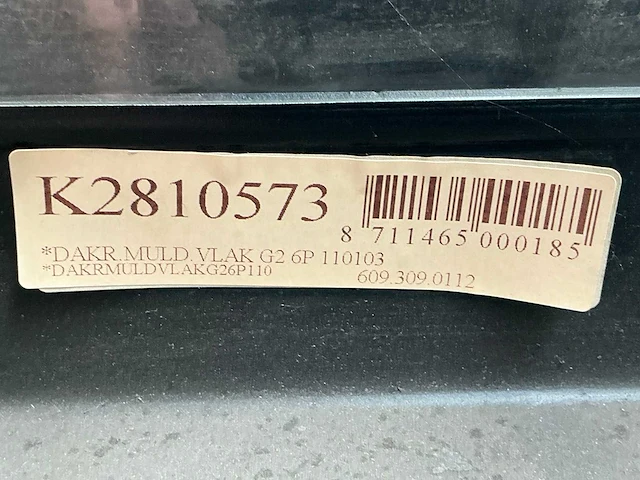 K2810573
8 711465 000185
*DAKR.MULD.VLAK G2 6P 110103
*DAKRMULDVLAKG26P110
609.309.0112